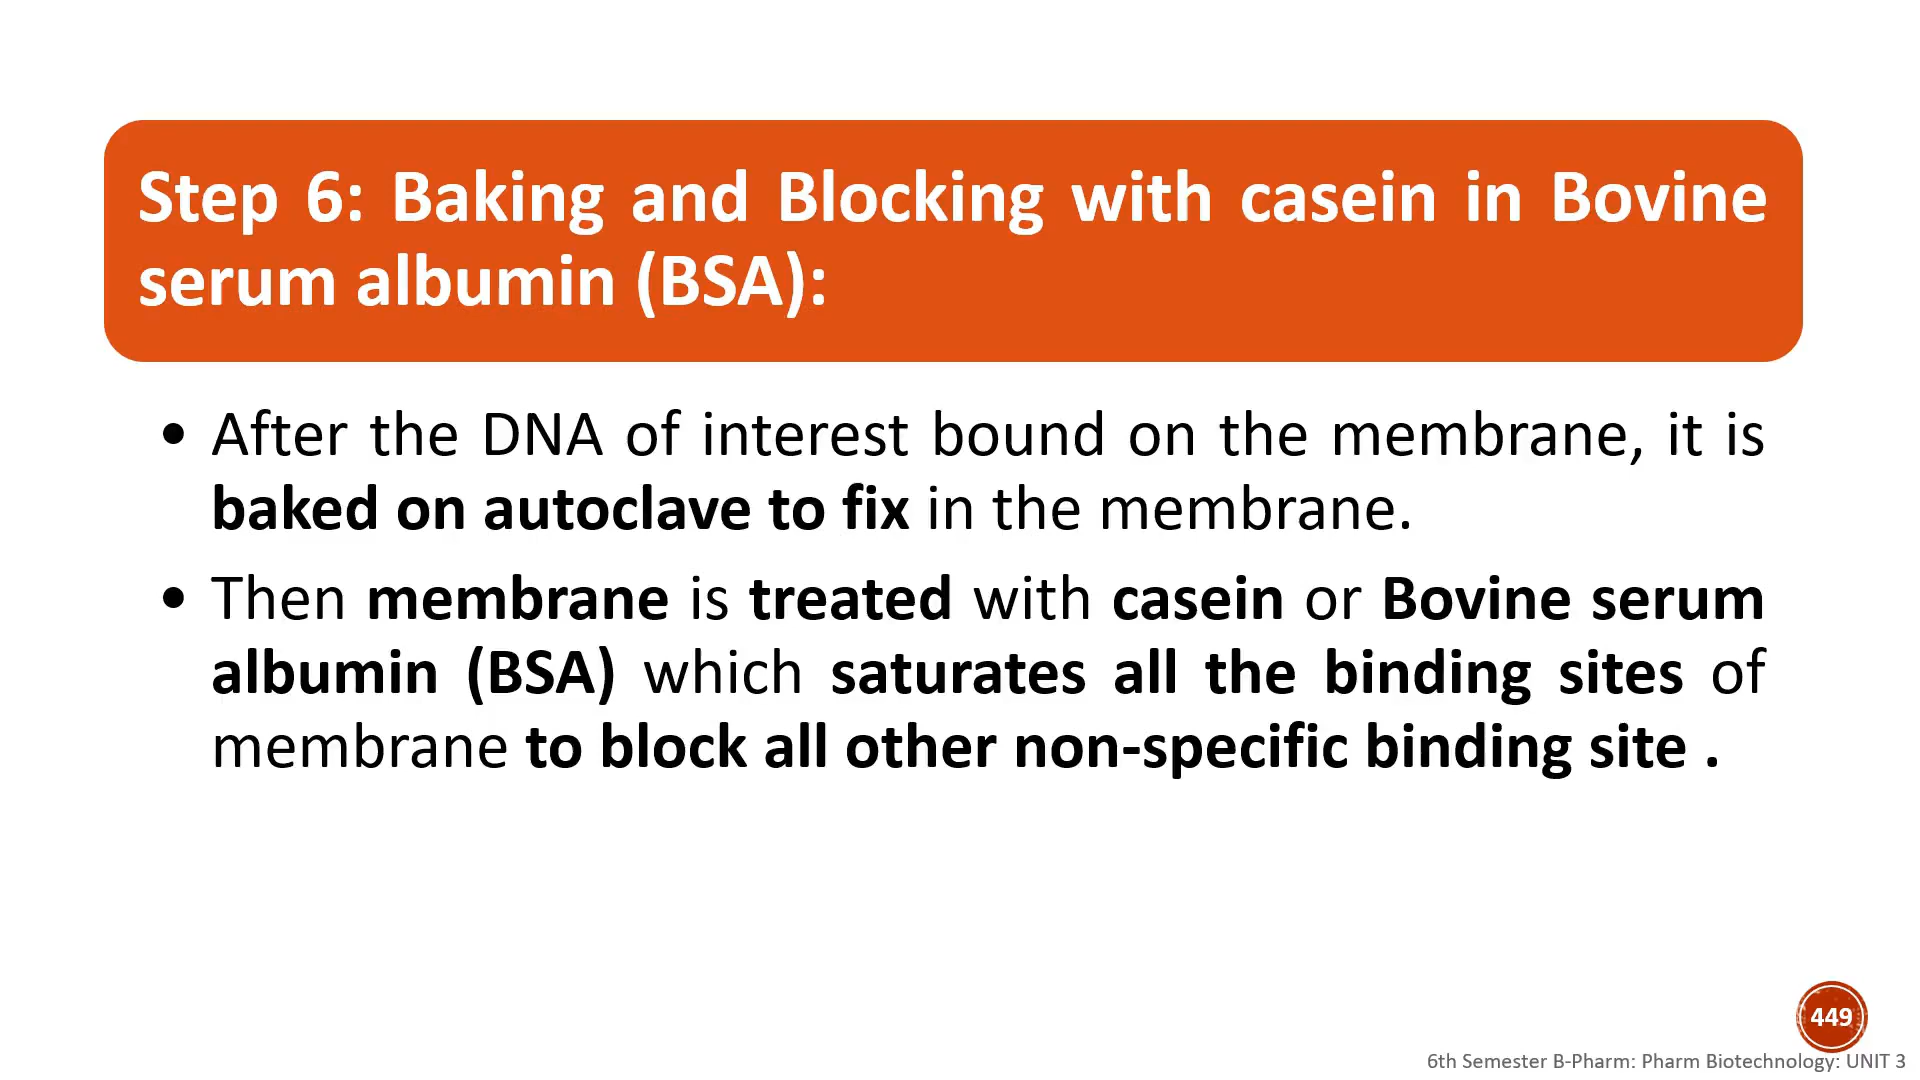 Step 6: Baking and Blocking with casein in Bovine
serum albumin (BSA):
• After the DNA of interest bound on the membrane, it is
baked on autoclave to fix in the membrane.
• Then membrane is treated with casein or Bovine serum
albumin (BSA) which saturates all the binding sites of
membrane to block all other non-specific binding site .
449
6th Semester B-Pharm: Pharm Biotechnology: UNIT 3